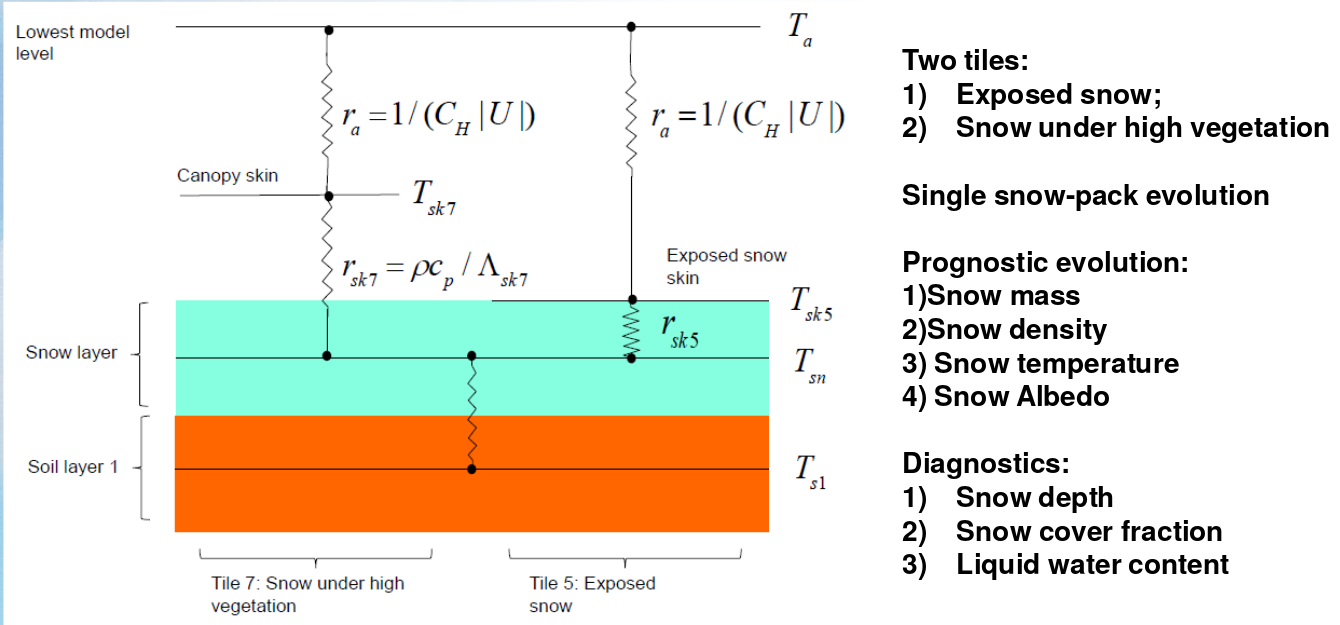 Lowest model
level
T_a
r_a =1/(C_H |U|)
r_a =1/(C_H |U|)
Canopy skin
T_sk7
r_sk7 = ρc_p / Λ_sk7
Exposed snow
skin
T_sk5
r_sk5
Snow layer
T_sn
Soil layer 1
T_s1
Tile 7: Snow under high
vegetation
Tile 5: Exposed
snow
Two tiles:
1) Exposed snow;
2) Snow under high vegetation
Single snow-pack evolution
Prognostic evolution:
1)Snow mass
2)Snow density
3) Snow temperature
4) Snow Albedo
Diagnostics:
1) Snow depth
2) Snow cover fraction
3) Liquid water content